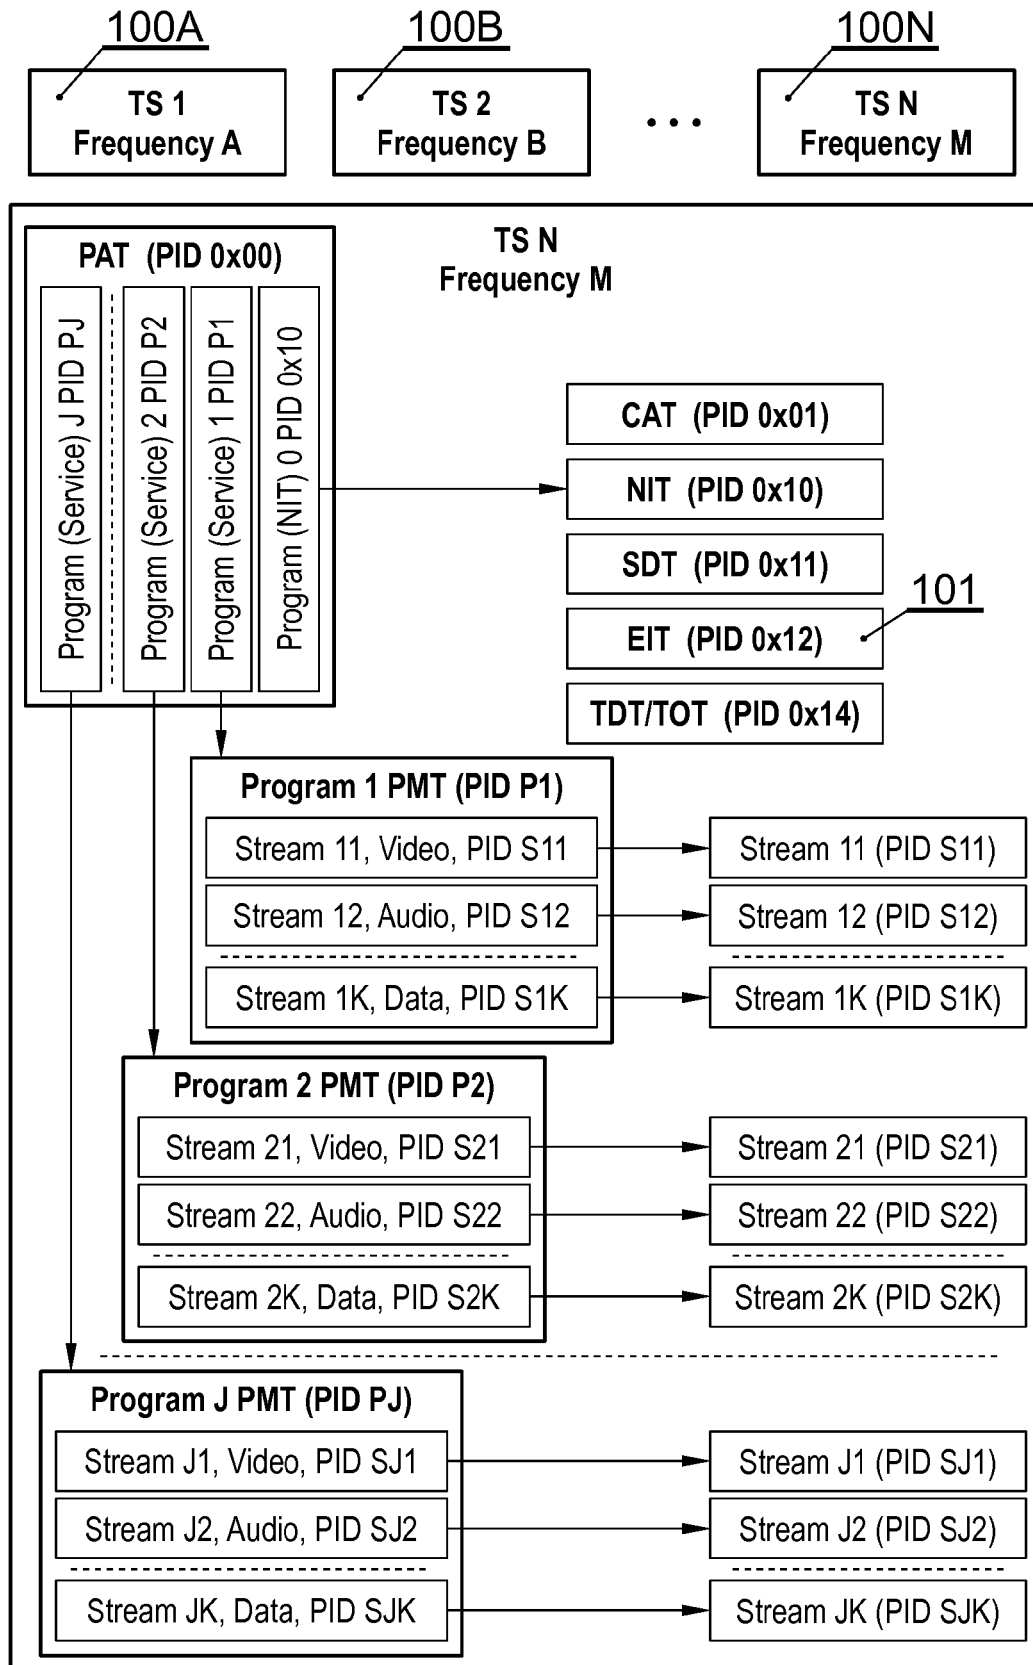 100A
100B
100N
TS 1
Frequency A
TS 2
Frequency B
• • •
TS N
Frequency M
PAT (PID 0x00)
TS N
Frequency M
Program (Service) J PID PJ
Program (Service) 2 PID P2
Program (Service) 1 PID P1
Program (NIT) 0 PID 0x10
CAT (PID 0x01)
NIT (PID 0x10)
SDT (PID 0x11)
101
EIT (PID 0x12)
TDT/TOT (PID 0x14)
Program 1 PMT (PID P1)
Stream 11, Video, PID S11
Stream 11 (PID S11)
Stream 12, Audio, PID S12
Stream 12 (PID S12)
Stream 1K, Data, PID S1K
Stream 1K (PID S1K)
Program 2 PMT (PID P2)
Stream 21, Video, PID S21
Stream 21 (PID S21)
Stream 22, Audio, PID S22
Stream 22 (PID S22)
Stream 2K, Data, PID S2K
Stream 2K (PID S2K)
Program J PMT (PID PJ)
Stream J1, Video, PID SJ1
Stream J1 (PID SJ1)
Stream J2, Audio, PID SJ2
Stream J2 (PID SJ2)
Stream JK, Data, PID SJK
Stream JK (PID SJK)